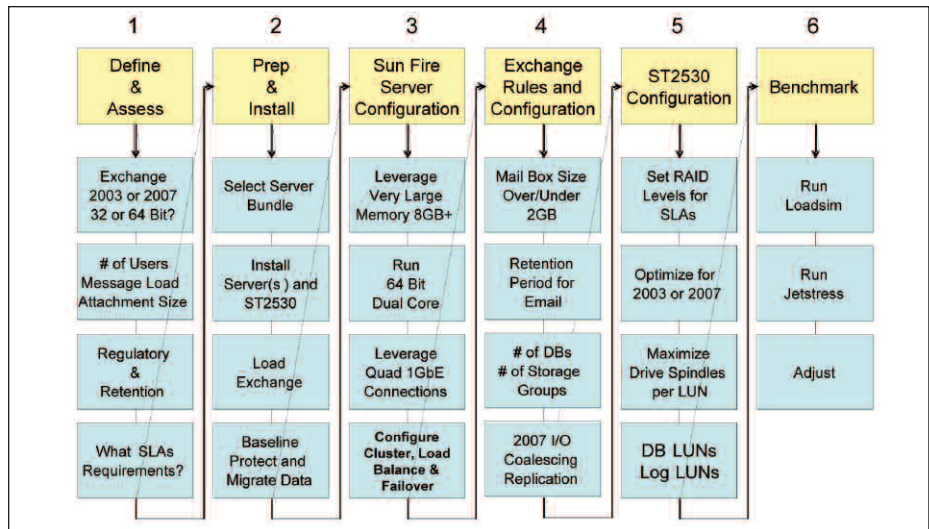 1
Define
&
Assess
Exchange
2003 or 2007
32 or 64 Bit?
# of Users
Message Load
Attachment Size
Regulatory
&
Retention
What SLAs
Requirements?
2
Prep
&
Install
Select Server
Bundle
Install
Server(s ) and
ST2530
Load
Exchange
Baseline
Protect and
Migrate Data
3
Sun Fire
Server
Configuration
Leverage
Very Large
Memory 8GB+
Run
64 Bit
Dual Core
Leverage
Quad 1GbE
Connections
Configure
Cluster, Load
Balance &
Failover
4
Exchange
Rules and
Configuration
Mail Box Size
Over/Under
2GB
Retention
Period for
Email
# of DBs
# of Storage
Groups
2007 I/O
Coalescing
Replication
5
ST2530
Configuration
Set RAID
Levels for
SLAs
Optimize for
2003 or 2007
Maximize
Drive Spindles
per LUN
DB LUNs
Log LUNs
6
Benchmark
Run
Loadsim
Run
Jetstress
Adjust